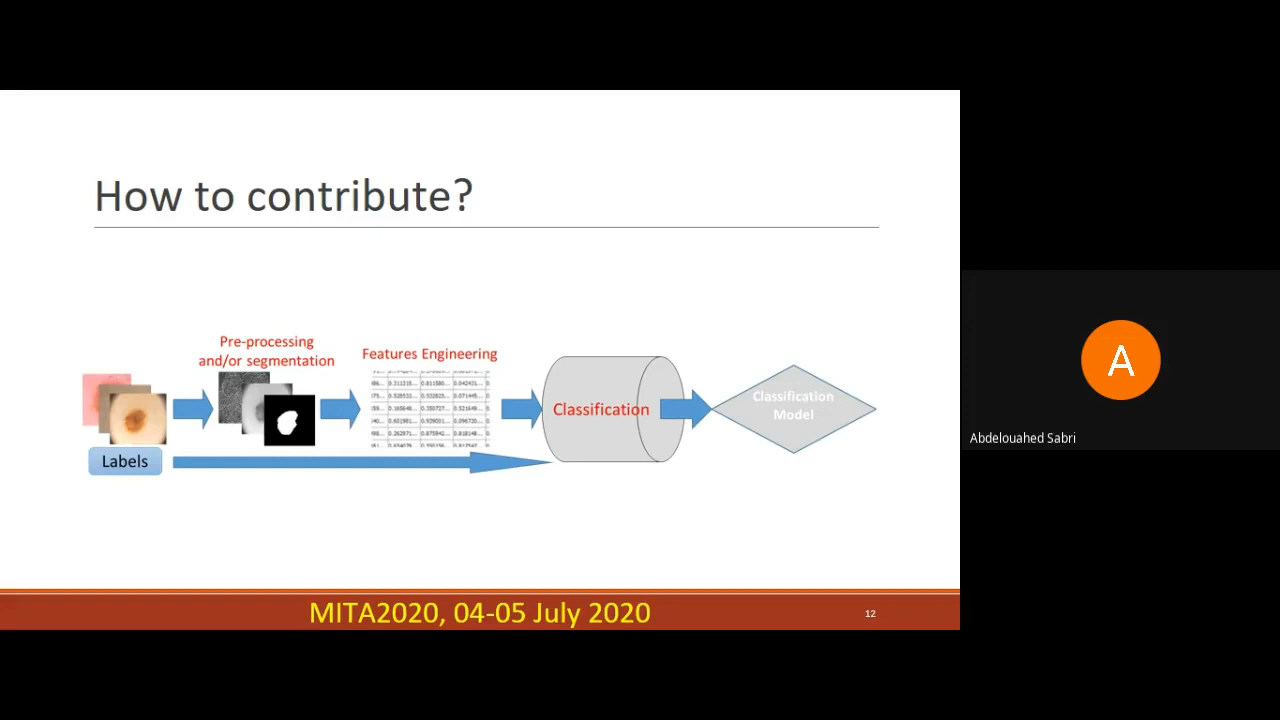 How to contribute?
Pre-processing
and/or segmentation
Features Engineering
Classification
Classification
Model
Labels
A
Abdelouahed Sabri
MITA2020, 04-05 July 2020
12